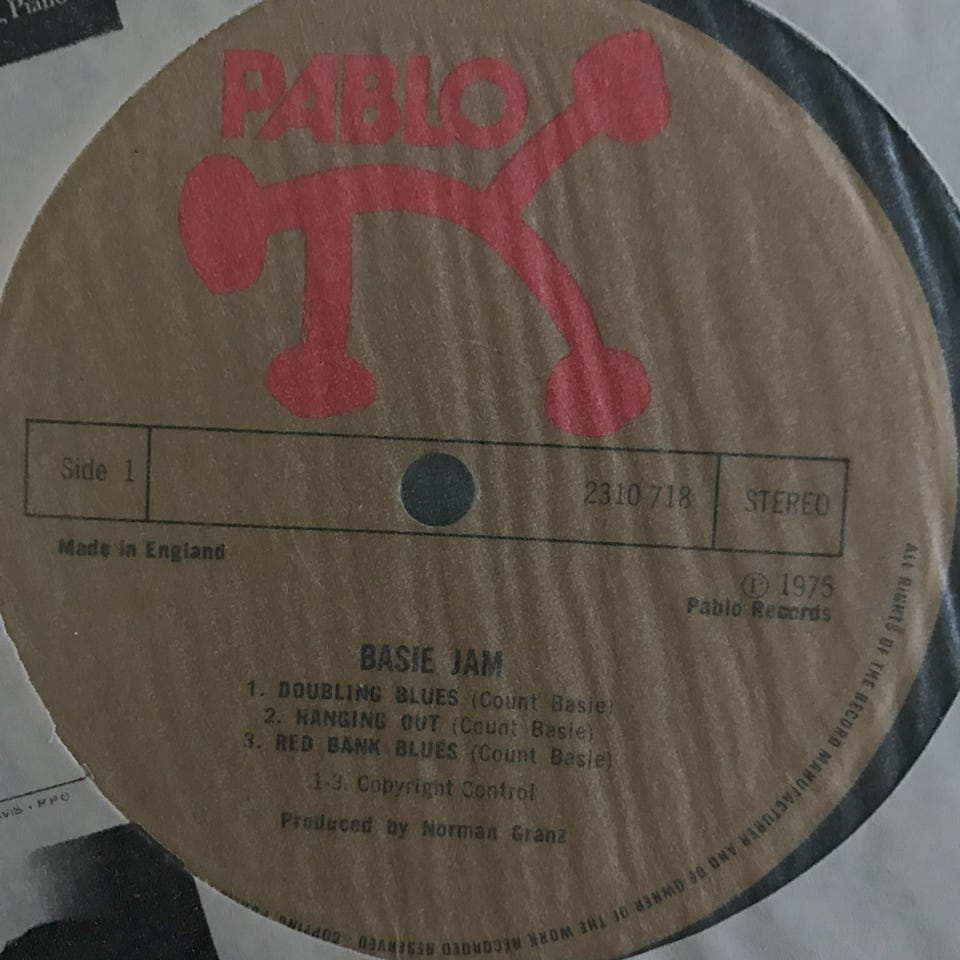 Piano
PABLO
Side 1
2310 718
STEREO
Made in England
Ⓟ 1975
Pablo Records
BASIE JAM
1. DOUBLING BLUES (Count Basie)
2. HANGING OUT (Count Basie)
3. RED BANK BLUES (Count Basie)
1-3. Copyright Control
Produced by Norman Granz
ALL RIGHTS OF THE RECORD MANUFACTURER AND OF OWNER OF THE WORK RECORDED RESERVED · COPYING